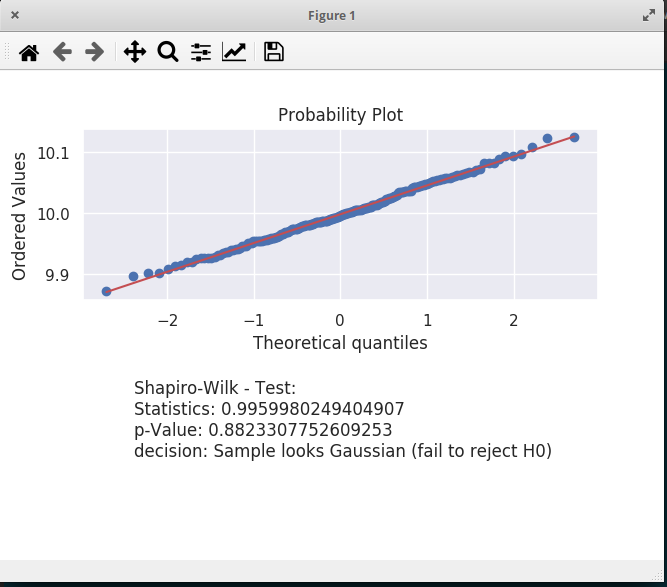 Figure 1
Probability Plot
Ordered Values
10.1
10.0
9.9
−2
−1
0
1
2
Theoretical quantiles
Shapiro-Wilk - Test:
Statistics: 0.9959980249404907
p-Value: 0.8823307752609253
decision: Sample looks Gaussian (fail to reject H0)